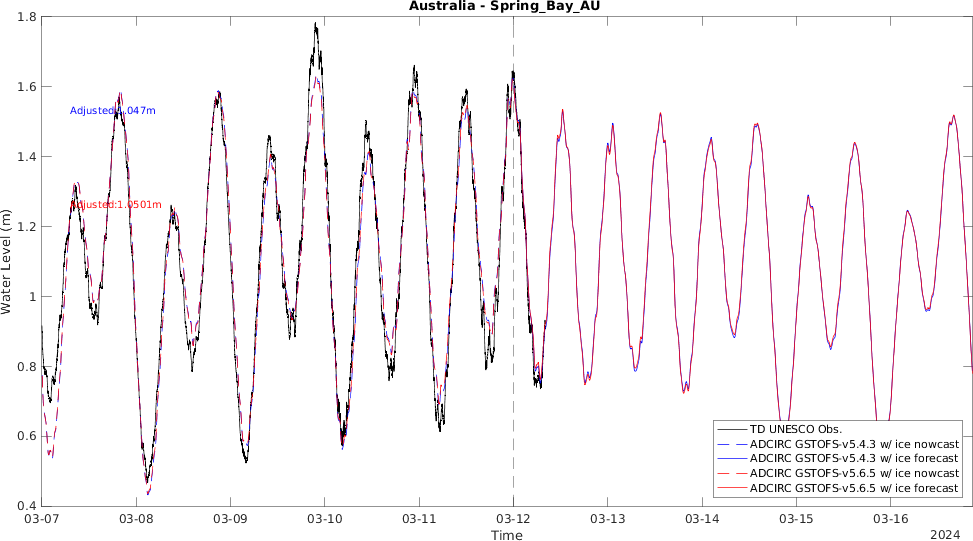 Australia - Spring_Bay_AU
1.8
1.6
1.4
1.2
1
0.8
0.6
0.4
Water Level (m)
Adjusted:1.0501m
TD UNESCO Obs.
ADCIRC GSTOFS-v5.4.3 w/ ice nowcast
ADCIRC GSTOFS-v5.4.3 w/ ice forecast
ADCIRC GSTOFS-v5.6.5 w/ ice nowcast
ADCIRC GSTOFS-v5.6.5 w/ ice forecast
03-07 03-08 03-09 03-10 03-11 03-12 03-13 03-14 03-15 03-16
Time
2024